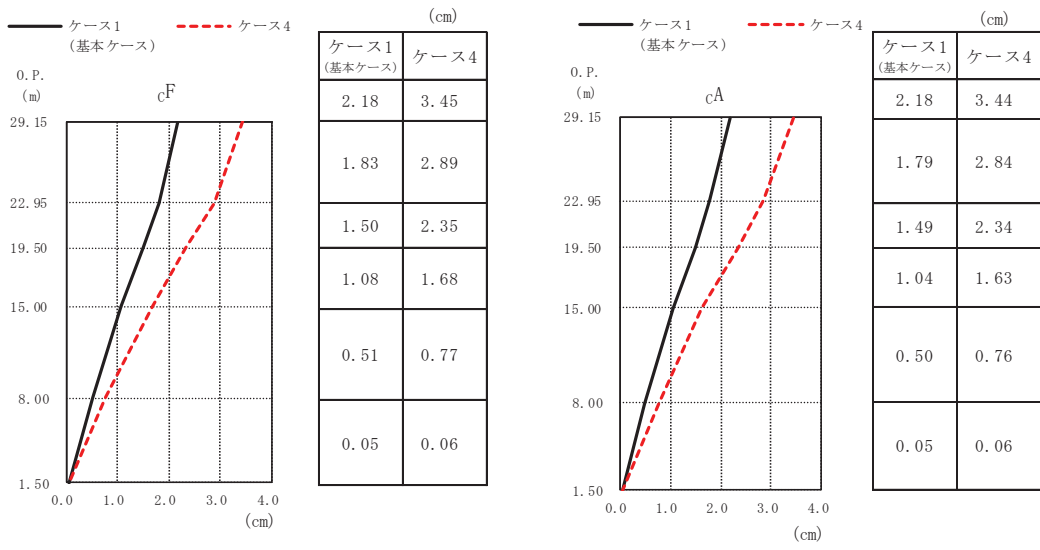 ケース1
(基本ケース)
ケース4
(cm)
O.P.
(m)
cF
29.15
22.95
19.50
15.00
8.00
1.50
0.0 1.0 2.0 3.0 4.0
(cm)
ケース1 ケース4
(基本ケース)
2.18 3.45
1.83 2.89
1.50 2.35
1.08 1.68
0.51 0.77
0.05 0.06
ケース1
(基本ケース)
ケース4
(cm)
O.P.
(m)
cA
29.15
22.95
19.50
15.00
8.00
1.50
0.0 1.0 2.0 3.0 4.0
(cm)
ケース1 ケース4
(基本ケース)
2.18 3.44
1.79 2.84
1.49 2.34
1.04 1.63
0.50 0.76
0.05 0.06